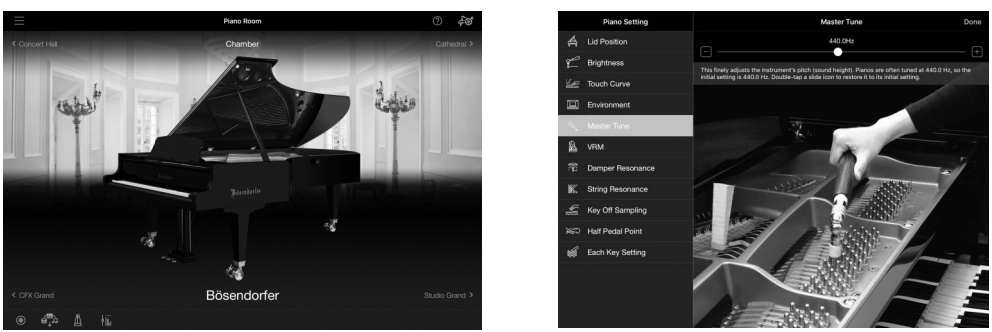 Piano Room
< Concert Hall
Chamber
Cathedral >
Bösendorfer
< CFX Grand
Bösendorfer
Studio Grand >
Piano Setting
Lid Position
Brightness
Touch Curve
Environment
Master Tune
VRM
Damper Resonance
String Resonance
Key Off Sampling
Half Pedal Point
Each Key Setting
Master Tune
Done
440.0Hz
This finely adjusts the Instrument's pitch (sound height). Pianos are often tuned at 440.0 Hz, so the
initial setting is 440.0 Hz. Double-tap a slide icon to restore it to its initial setting.